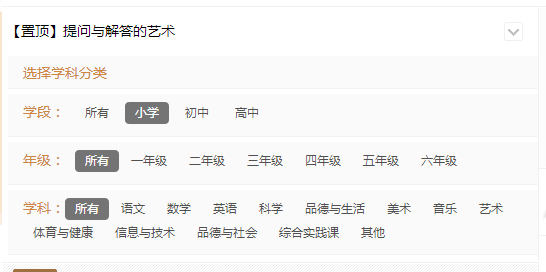 【置顶】提问与解答的艺术
选择学科分类
学段： 所有 小学 初中 高中
年级： 所有 一年级 二年级 三年级 四年级 五年级 六年级
学科： 所有 语文 数学 英语 科学 品德与生活 美术 音乐 艺术
体育与健康 信息与技术 品德与社会 综合实践课 其他